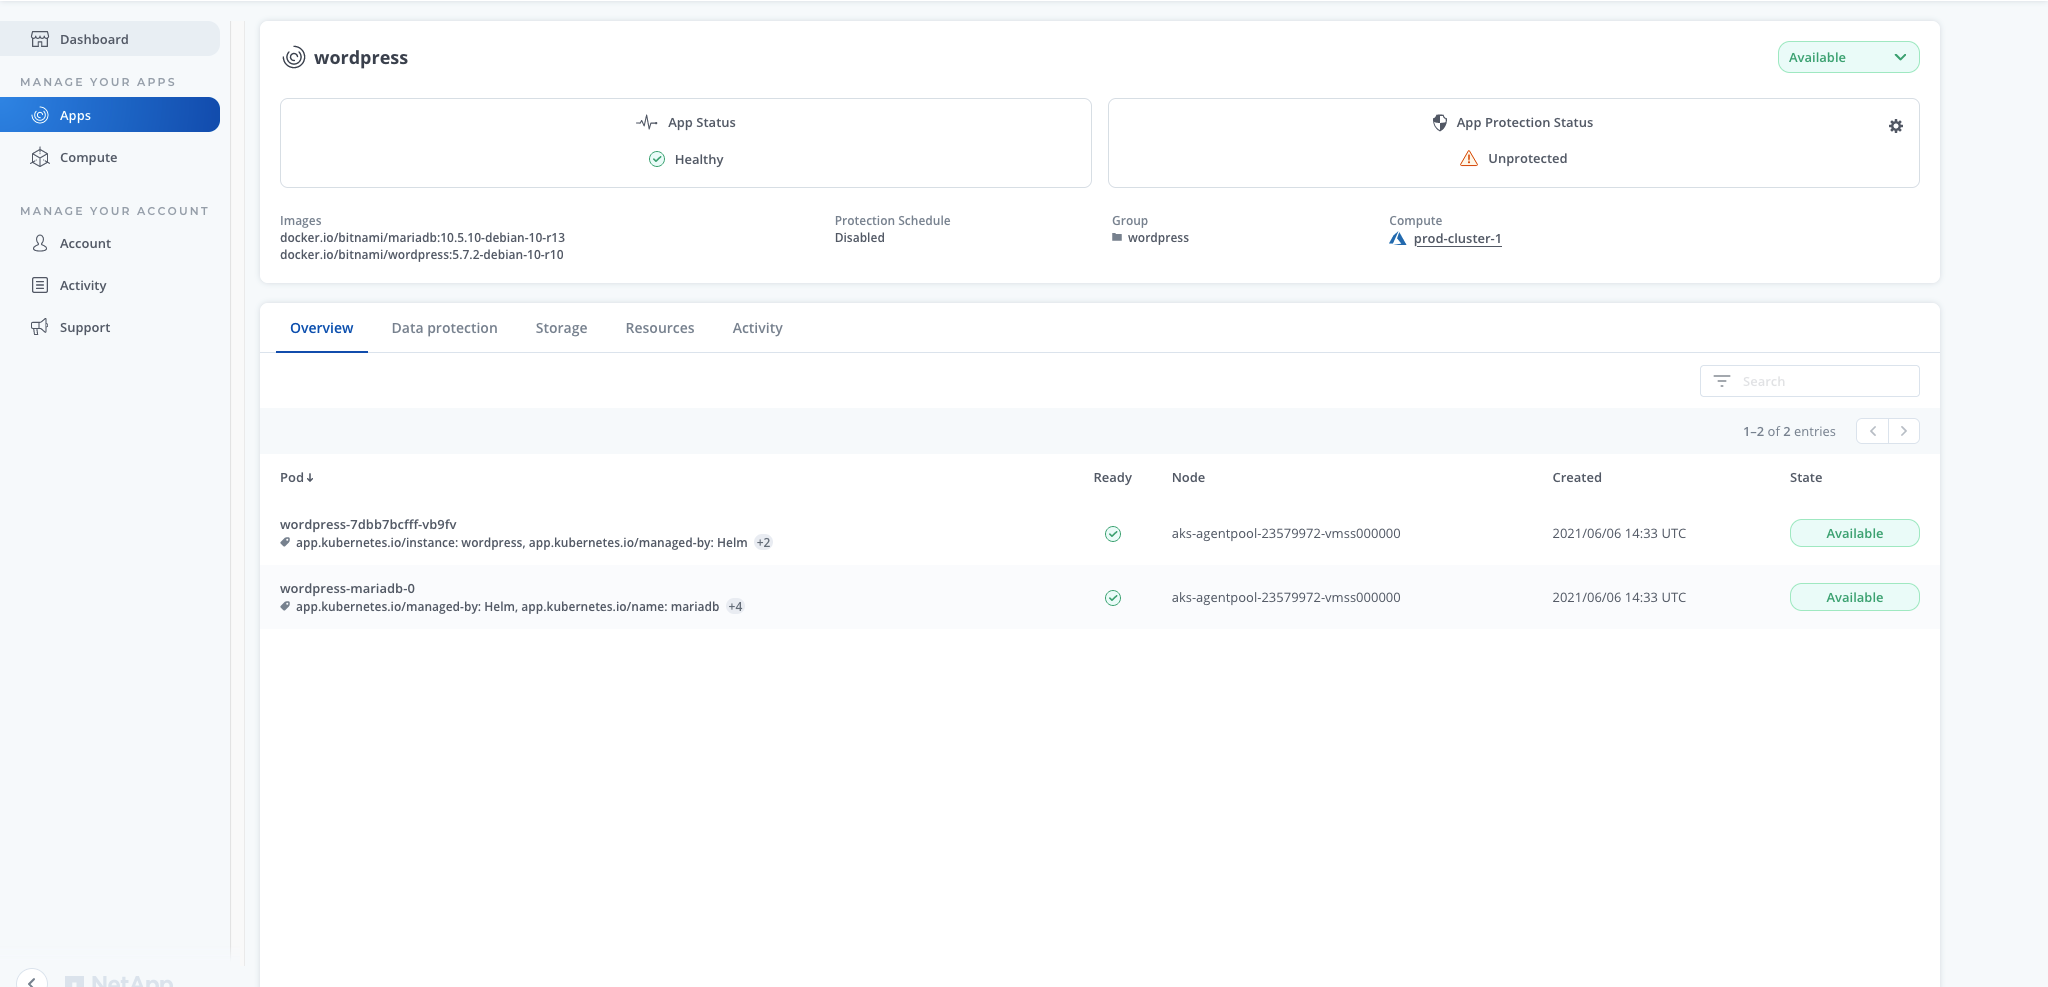 Dashboard
MANAGE YOUR APPS
Apps
Compute
MANAGE YOUR ACCOUNT
Account
Activity
Support
NetApp
wordpress
Available
App Status
Healthy
App Protection Status
Unprotected
Images
docker.io/bitnami/mariadb:10.5.10-debian-10-r13
docker.io/bitnami/wordpress:5.7.2-debian-10-r10
Protection Schedule
Disabled
Group
wordpress
Compute
prod-cluster-1
Overview Data protection Storage Resources Activity
Search
1–2 of 2 entries
Pod Ready Node Created State
wordpress-7dbb7bcfff-vb9fv
app.kubernetes.io/instance: wordpress, app.kubernetes.io/managed-by: Helm +2
aks-agentpool-23579972-vmss000000 2021/06/06 14:33 UTC Available
wordpress-mariadb-0
app.kubernetes.io/managed-by: Helm, app.kubernetes.io/name: mariadb +4
aks-agentpool-23579972-vmss000000 2021/06/06 14:33 UTC Available